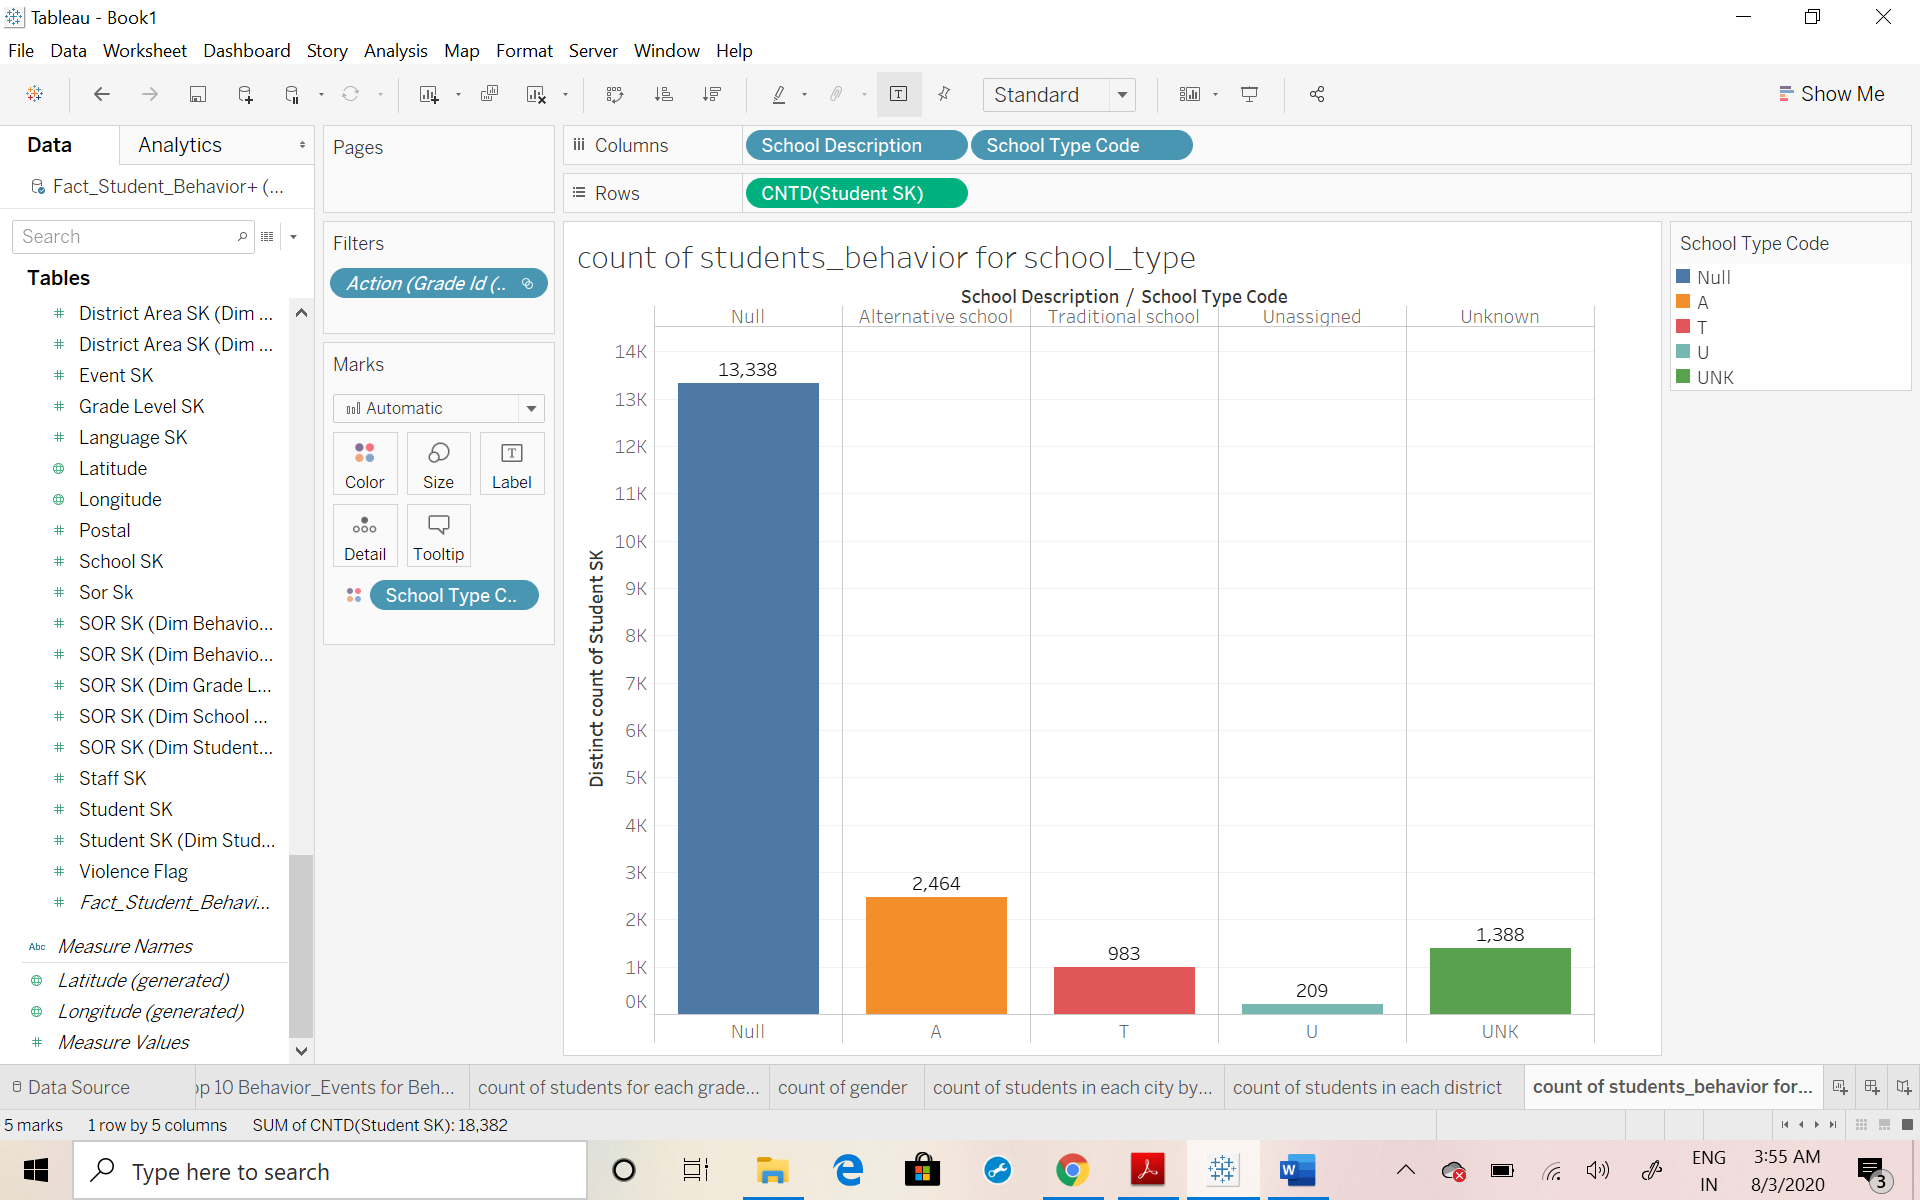 Tableau - Book1
File Data Worksheet Dashboard Story Analysis Map Format Server Window Help
Standard
Show Me
Data Analytics
Fact_Student_Behavior+ (...
Search
Tables
District Area SK (Dim ...
District Area SK (Dim ...
Event SK
Grade Level SK
Language SK
Latitude
Longitude
Postal
School SK
Sor Sk
SOR SK (Dim Behavio...
SOR SK (Dim Behavio...
SOR SK (Dim Grade L...
SOR SK (Dim School ...
SOR SK (Dim Student...
Staff SK
Student SK
Student SK (Dim Stud...
Violence Flag
Fact_Student_Behavi...
Abc Measure Names
Latitude (generated)
Longitude (generated)
Measure Values
Pages
Filters
Action (Grade Id (..
Marks
Automatic
Color Size Label
Detail Tooltip
School Type C..
Columns School Description School Type Code
Rows CNTD(Student SK)
count of students_behavior for school_type
School Description / School Type Code
Null Alternative school Traditional school Unassigned Unknown
Distinct count of Student SK
14K
13K
12K
11K
10K
9K
8K
7K
6K
5K
4K
3K
2K
1K
0K
13,338
2,464
983
209
1,388
Null A T U UNK
School Type Code
Null
A
T
U
UNK
Data Source op 10 Behavior_Events for Beh... count of students for each grade... count of gender count of students in each city by... count of students in each district count of students_behavior for...
5 marks 1 row by 5 columns SUM of CNTD(Student SK): 18,382
Type here to search
ENG
IN
3:55 AM
8/3/2020
3